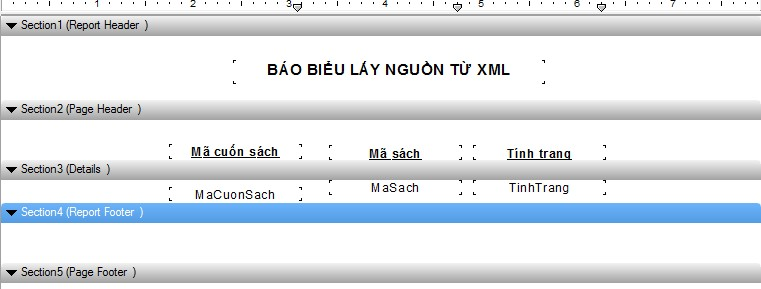 1 2 3 4 5 6 7
Section1 (Report Header )
BÁO BIỂU LẤY NGUỒN TỪ XML
Section2 (Page Header )
Mã cuốn sách Mã sách Tình trang
Section3 (Details )
MaCuonSach MaSach TinhTrang
Section4 (Report Footer )
Section5 (Page Footer )